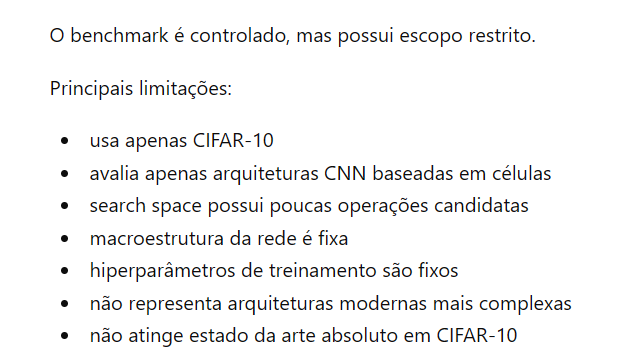 O benchmark é controlado, mas possui escopo restrito.
Principais limitações:
• usa apenas CIFAR-10
• avalia apenas arquiteturas CNN baseadas em células
• search space possui poucas operações candidatas
• macroestrutura da rede é fixa
• hiperparâmetros de treinamento são fixos
• não representa arquiteturas modernas mais complexas
• não atinge estado da arte absoluto em CIFAR-10